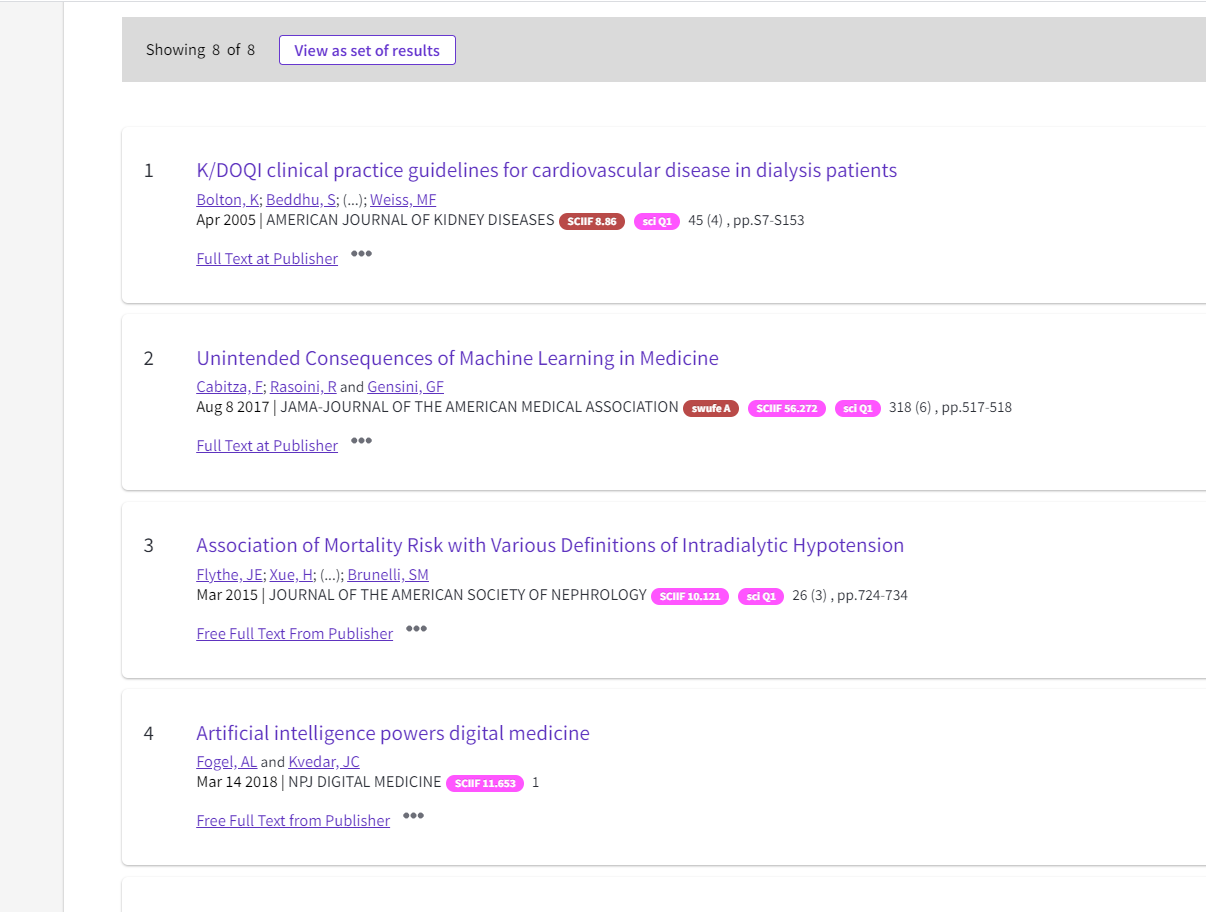 Showing 8 of 8 View as set of results
1 K/DOQI clinical practice guidelines for cardiovascular disease in dialysis patients
Bolton, K; Beddhu, S; (...); Weiss, MF
Apr 2005 | AMERICAN JOURNAL OF KIDNEY DISEASES SCIIF 8.86 sci Q1 45 (4) , pp.S7-S153
Full Text at Publisher •••
2 Unintended Consequences of Machine Learning in Medicine
Cabitza, F; Rasoini, R and Gensini, GF
Aug 8 2017 | JAMA-JOURNAL OF THE AMERICAN MEDICAL ASSOCIATION swufe A SCIIF 56.272 sci Q1 318 (6) , pp.517-518
Full Text at Publisher •••
3 Association of Mortality Risk with Various Definitions of Intradialytic Hypotension
Flythe, JE; Xue, H; (...); Brunelli, SM
Mar 2015 | JOURNAL OF THE AMERICAN SOCIETY OF NEPHROLOGY SCIIF 10.121 sci Q1 26 (3) , pp.724-734
Free Full Text From Publisher •••
4 Artificial intelligence powers digital medicine
Fogel, AL and Kvedar, JC
Mar 14 2018 | NPJ DIGITAL MEDICINE SCIIF 11.653 1
Free Full Text from Publisher •••